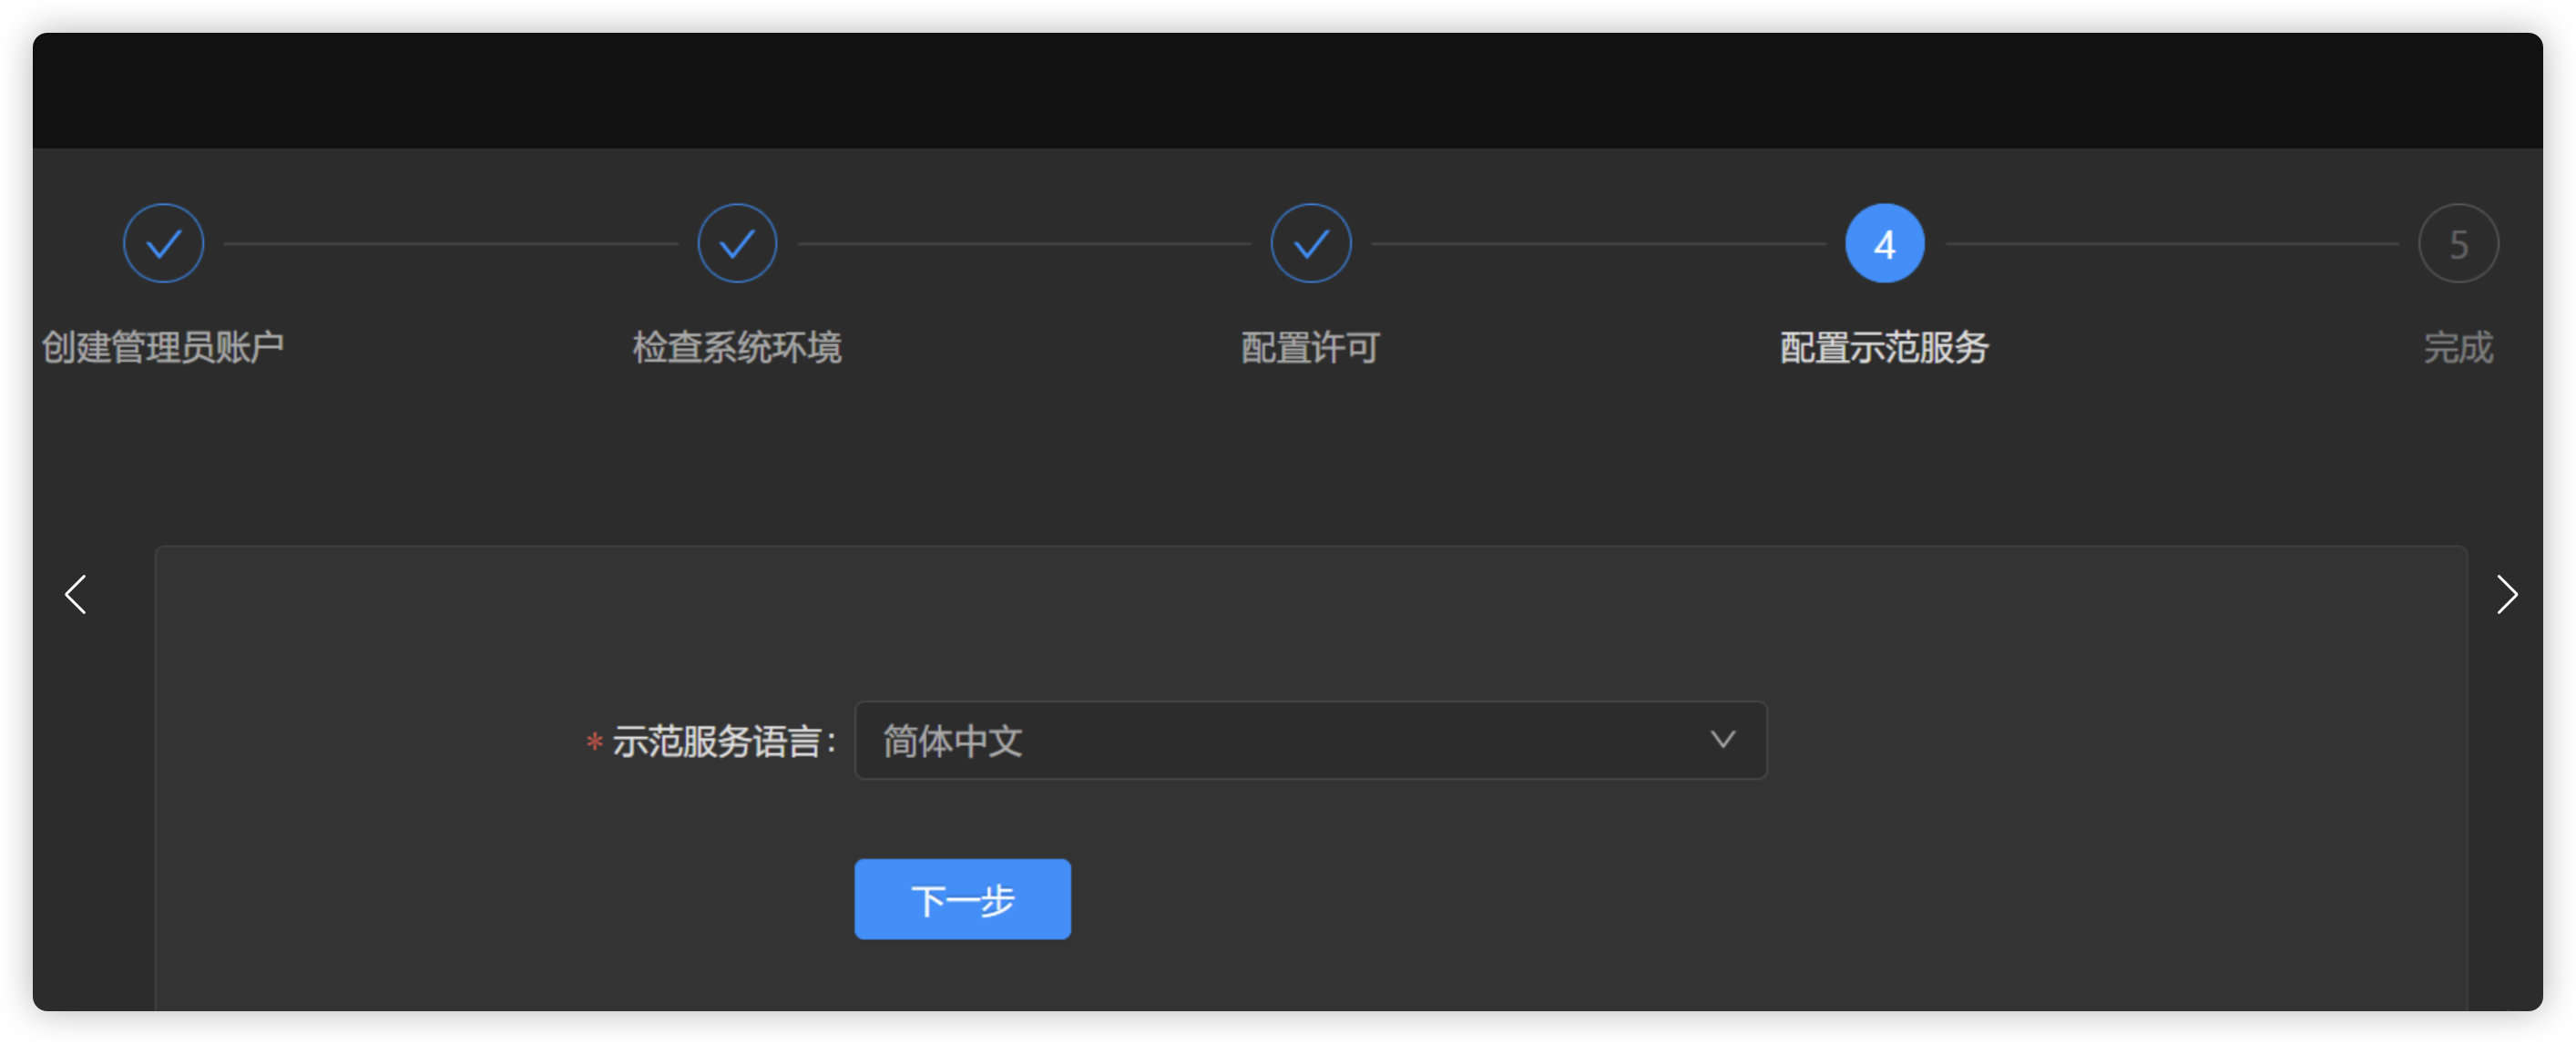 4
5
创建管理员账户
检查系统环境
配置许可
配置示范服务
完成
* 示范服务语言:
简体中文
下一步